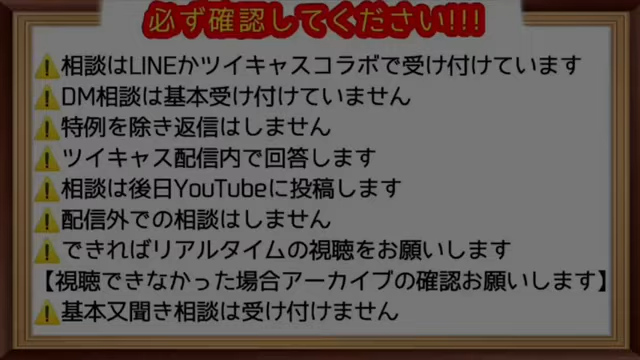 必ず確認してください!!!
⚠相談はLINEかツイキャスコラボで受け付けています
⚠DM相談は基本受け付けていません
⚠特例を除き返信はしません
⚠ツイキャス配信内で回答します
⚠相談は後日YouTubeに投稿します
⚠配信外での相談はしません
⚠できればリアルタイムの視聴をお願いします
【視聴できなかった場合アーカイブの確認お願いします】
⚠基本又聞き相談は受け付けません